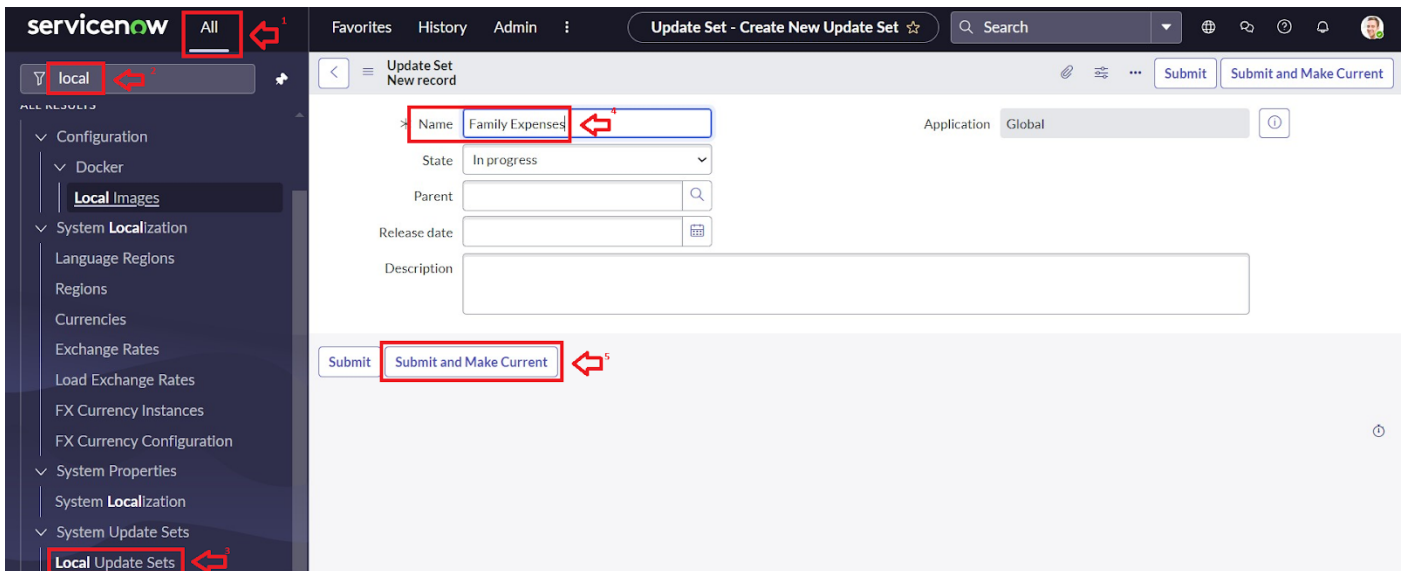 servicenow
All
1
Favorites
History
Admin
Update Set - Create New Update Set
Search
local
2
ALL RESULTS
Configuration
Docker
Local Images
System Localization
Language Regions
Regions
Currencies
Exchange Rates
Load Exchange Rates
FX Currency Instances
FX Currency Configuration
System Properties
System Localization
System Update Sets
Local Update Sets
3
Update Set
New record
Submit
Submit and Make Current
* Name Family Expenses
4
Application Global
State In progress
Parent
Release date
Description
Submit
Submit and Make Current
5